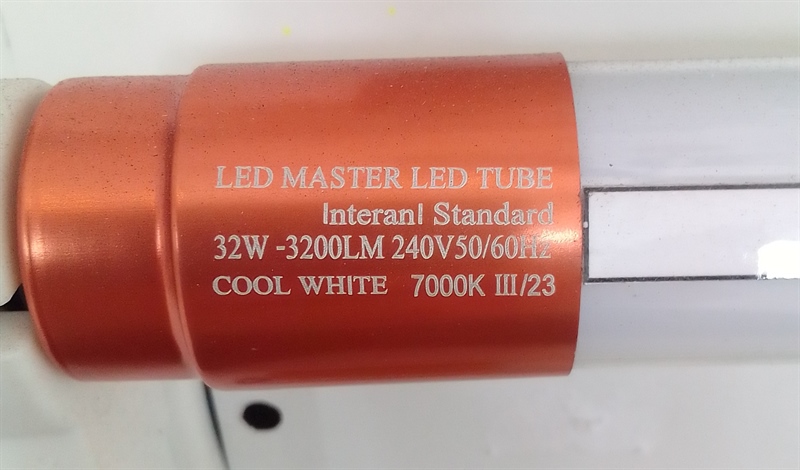 LED MASTER LED TUBE
Interanl Standard
32W -3200LM 240V50/60Hz
COOL WHITE 7000K III/23